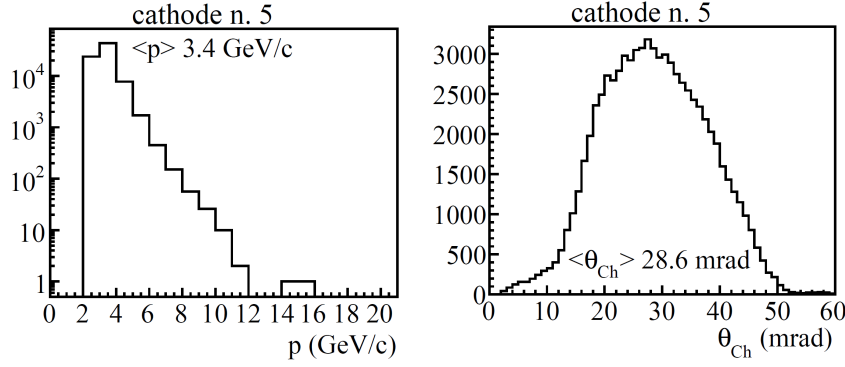 cathode n. 5
<p> 3.4 GeV/c
10⁴
10³
10²
10
1
0 2 4 6 8 10 12 14 16 18 20
p (GeV/c)
cathode n. 5
3000
2500
2000
1500
1000
500
0
<θ_Ch> 28.6 mrad
0 10 20 30 40 50 60
θ_Ch (mrad)